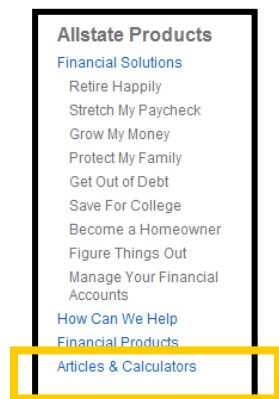 Allstate Products
Financial Solutions
Retire Happily
Stretch My Paycheck
Grow My Money
Protect My Family
Get Out of Debt
Save For College
Become a Homeowner
Figure Things Out
Manage Your Financial
Accounts
How Can We Help
Financial Products
Articles & Calculators